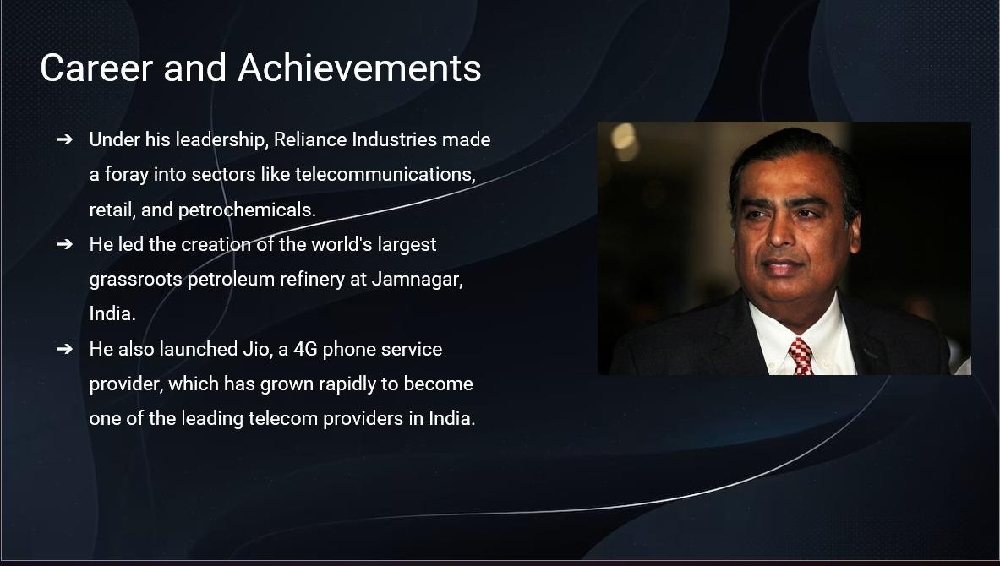 Career and Achievements
➔ Under his leadership, Reliance Industries made
a foray into sectors like telecommunications,
retail, and petrochemicals.
➔ He led the creation of the world's largest
grassroots petroleum refinery at Jamnagar,
India.
➔ He also launched Jio, a 4G phone service
provider, which has grown rapidly to become
one of the leading telecom providers in India.